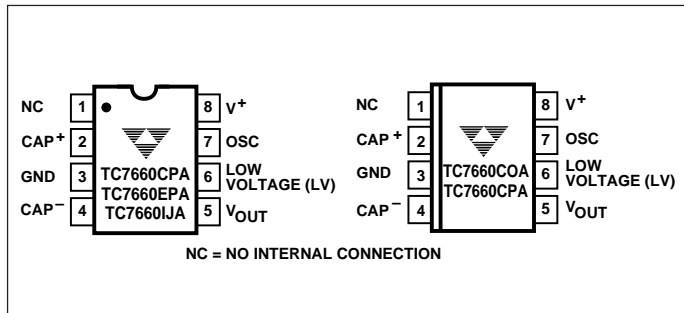 NC 1 8 V+
CAP+ 2 7 OSC
GND 3 TC7660CPA 6 LOW VOLTAGE (LV)
TC7660EPA
CAP− 4 TC7660IJA 5 VOUT
NC 1 8 V+
CAP+ 2 7 OSC
GND 3 TC7660COA 6 LOW VOLTAGE (LV)
TC7660CPA
CAP− 4 5 VOUT
NC = NO INTERNAL CONNECTION